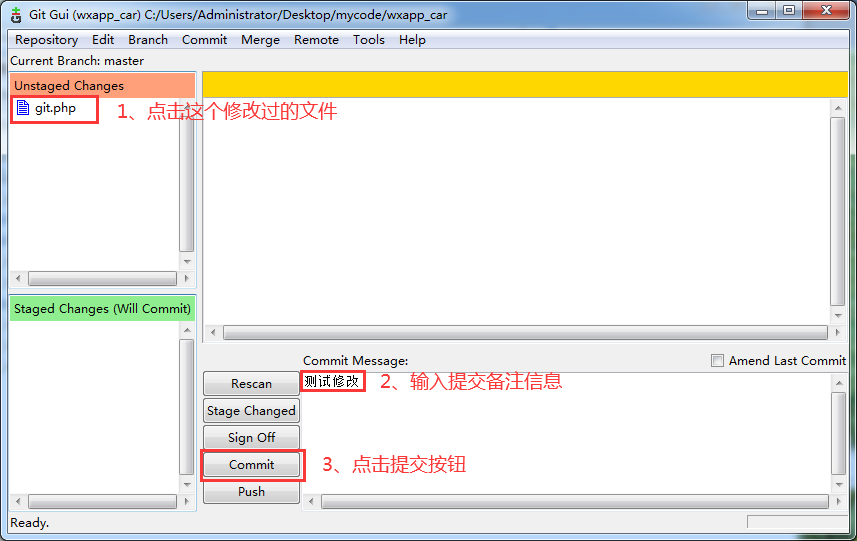 Git Gui (wxapp_car) C:/Users/Administrator/Desktop/mycode/wxapp_car
Repository Edit Branch Commit Merge Remote Tools Help
Current Branch: master
Unstaged Changes
git.php
1、点击这个修改过的文件
Staged Changes (Will Commit)
Commit Message:
Amend Last Commit
Rescan
测试修改
2、输入提交备注信息
Stage Changed
Sign Off
Commit
3、点击提交按钮
Push
Ready.